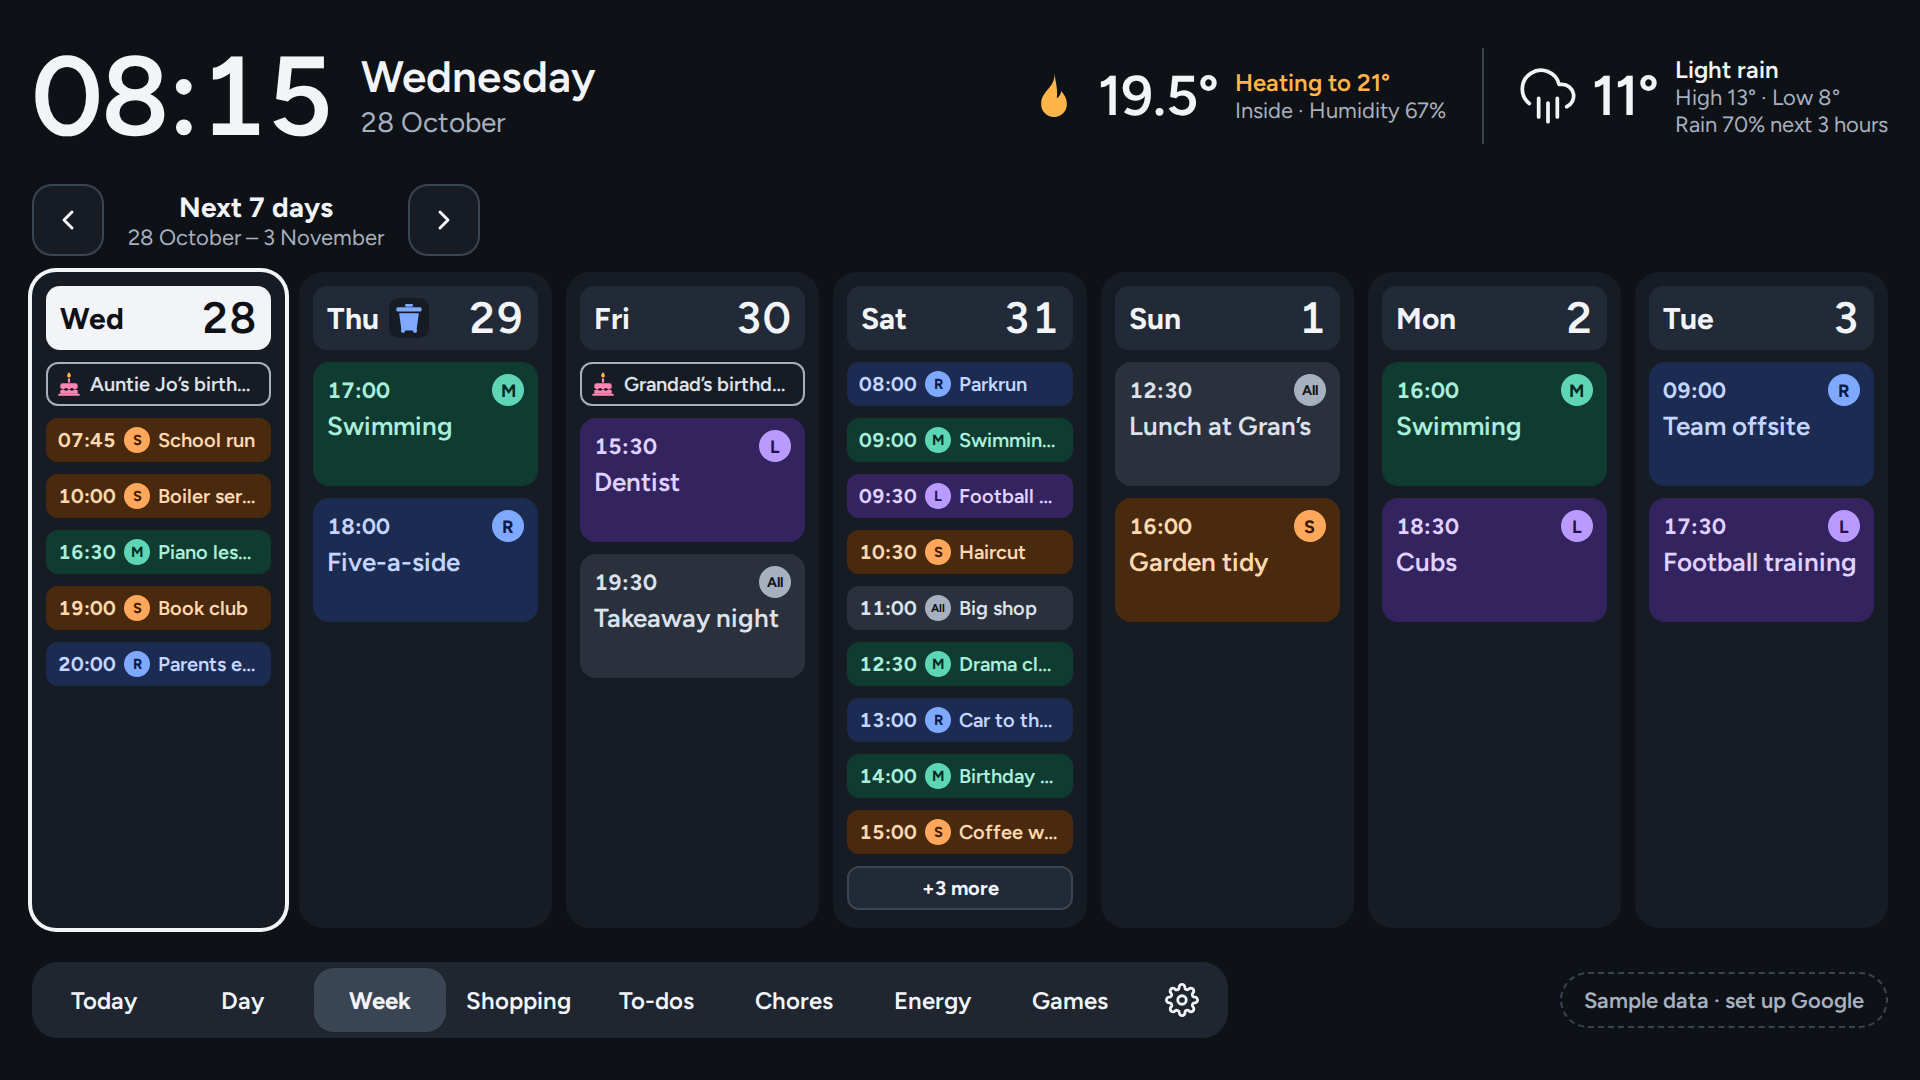 08:15
Wednesday
28 October
19.5°
Heating to 21°
Inside · Humidity 67%
11°
Light rain
High 13° · Low 8°
Rain 70% next 3 hours
Next 7 days
28 October – 3 November
Wed 28
Auntie Jo’s birth...
07:45 S School run
10:00 S Boiler ser...
16:30 M Piano les...
19:00 S Book club
20:00 R Parents e...
Thu 29
17:00 M
Swimming
18:00 R
Five-a-side
Fri 30
Grandad’s birthd...
15:30 L
Dentist
19:30 All
Takeaway night
Sat 31
08:00 R Parkrun
09:00 M Swimmin...
09:30 L Football ...
10:30 S Haircut
11:00 All Big shop
12:30 M Drama cl...
13:00 R Car to th...
14:00 M Birthday ...
15:00 S Coffee w...
+3 more
Sun 1
12:30 All
Lunch at Gran’s
16:00 S
Garden tidy
Mon 2
16:00 M
Swimming
18:30 L
Cubs
Tue 3
09:00 R
Team offsite
17:30 L
Football training
Today Day Week Shopping To-dos Chores Energy Games
Sample data · set up Google